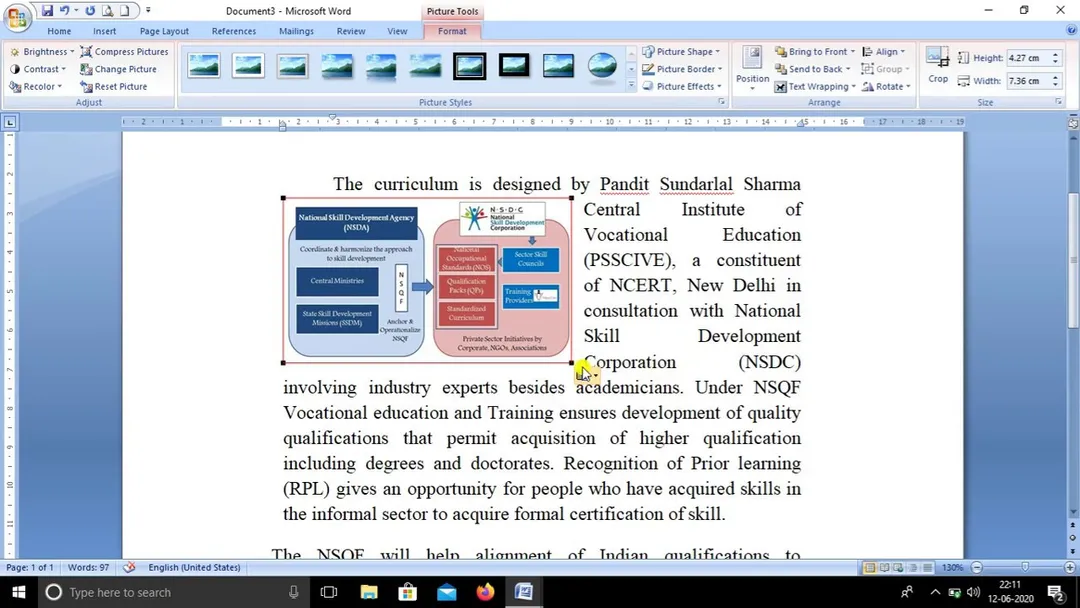 Document3 - Microsoft Word
Picture Tools
Home Insert Page Layout References Mailings Review View Format
Brightness Compress Pictures
Contrast Change Picture
Recolor Reset Picture
Adjust
Picture Styles
Picture Shape
Picture Border
Picture Effects
Position
Bring to Front
Send to Back
Text Wrapping
Align
Group
Rotate
Arrange
Crop
Height: 4.27 cm
Width: 7.36 cm
Size
The curriculum is designed by Pandit Sundarlal Sharma
Central Institute of
Vocational Education
(PSSCIVE), a constituent
of NCERT, New Delhi in
consultation with National
Skill Development
Corporation (NSDC)
National Skill Development Agency
(NSDA)
Coordinate & harmonize the approach
to skill development
Central Ministries
State Skill Development
Missions (SSDM)
N
S
Q
F
Anchor &
Operationalize
NSQF
N·S·D·C
National
Skill Development
Corporation
National
Occupational
Standards (NOS)
Qualification
Packs (QPs)
Standardized
Curriculum
Sector Skill
Councils
Training
Providers
Private Sector Initiatives by
Corporate, NGOs, Associations
involving industry experts besides academicians. Under NSQF
Vocational education and Training ensures development of quality
qualifications that permit acquisition of higher qualification
including degrees and doctorates. Recognition of Prior learning
(RPL) gives an opportunity for people who have acquired skills in
the informal sector to acquire formal certification of skill.
The NSQF will help alignment of Indian qualifications to
Page: 1 of 1 Words: 97 English (United States) 130%
Type here to search
22:11
12-06-2020
2